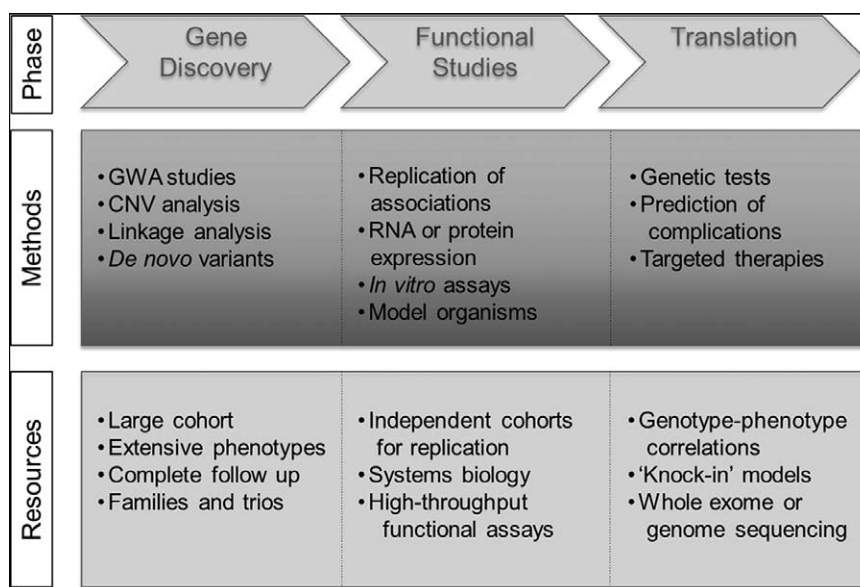 Phase
Gene
Discovery
Functional
Studies
Translation
Methods
• GWA studies
• CNV analysis
• Linkage analysis
• De novo variants
• Replication of
associations
• RNA or protein
expression
• In vitro assays
• Model organisms
• Genetic tests
• Prediction of
complications
• Targeted therapies
Resources
• Large cohort
• Extensive phenotypes
• Complete follow up
• Families and trios
• Independent cohorts
for replication
• Systems biology
• High-throughput
functional assays
• Genotype-phenotype
correlations
• ‘Knock-in’ models
• Whole exome or
genome sequencing